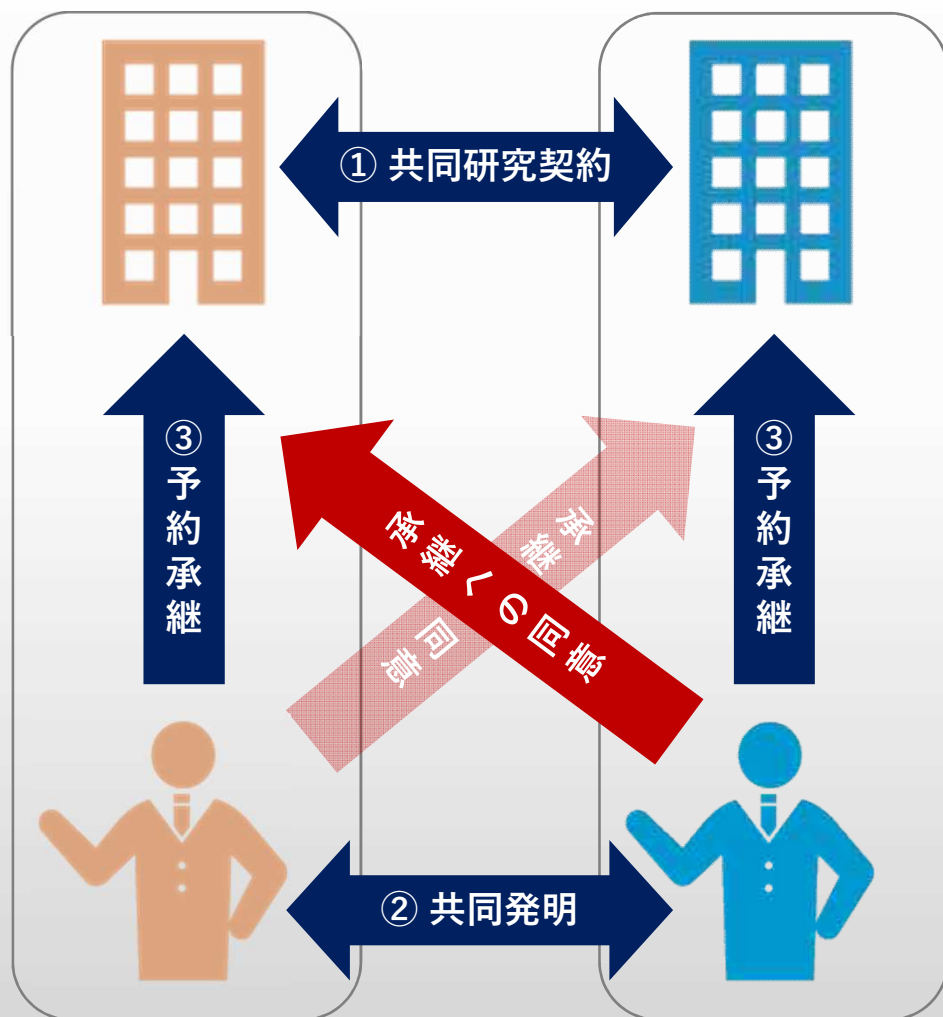 ① 共同研究契約
③予約承継
③予約承継
承継への同意
承継
同意
② 共同発明